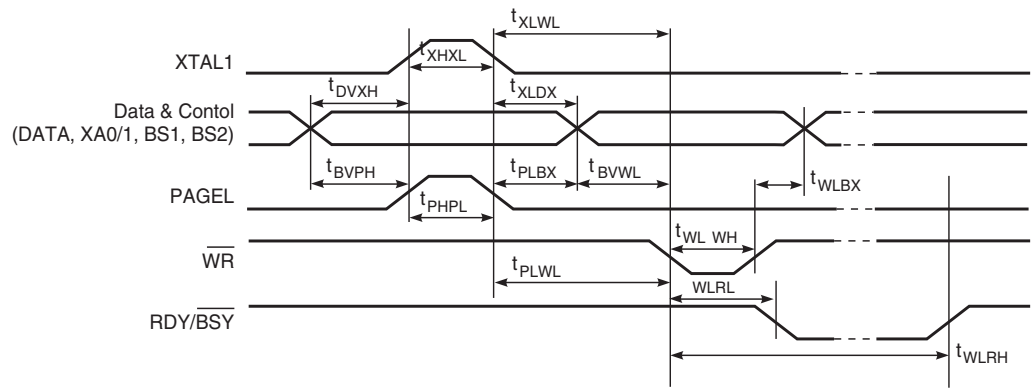 tXLWL
XTAL1
tXHXL
tDVXH
tXLDX
Data & Contol
(DATA, XA0/1, BS1, BS2)
tBVPH
tPLBX
tBVWL
tWLBX
PAGEL
tPHPL
tWL WH
WR
tPLWL
WLRL
RDY/BSY
tWLRH